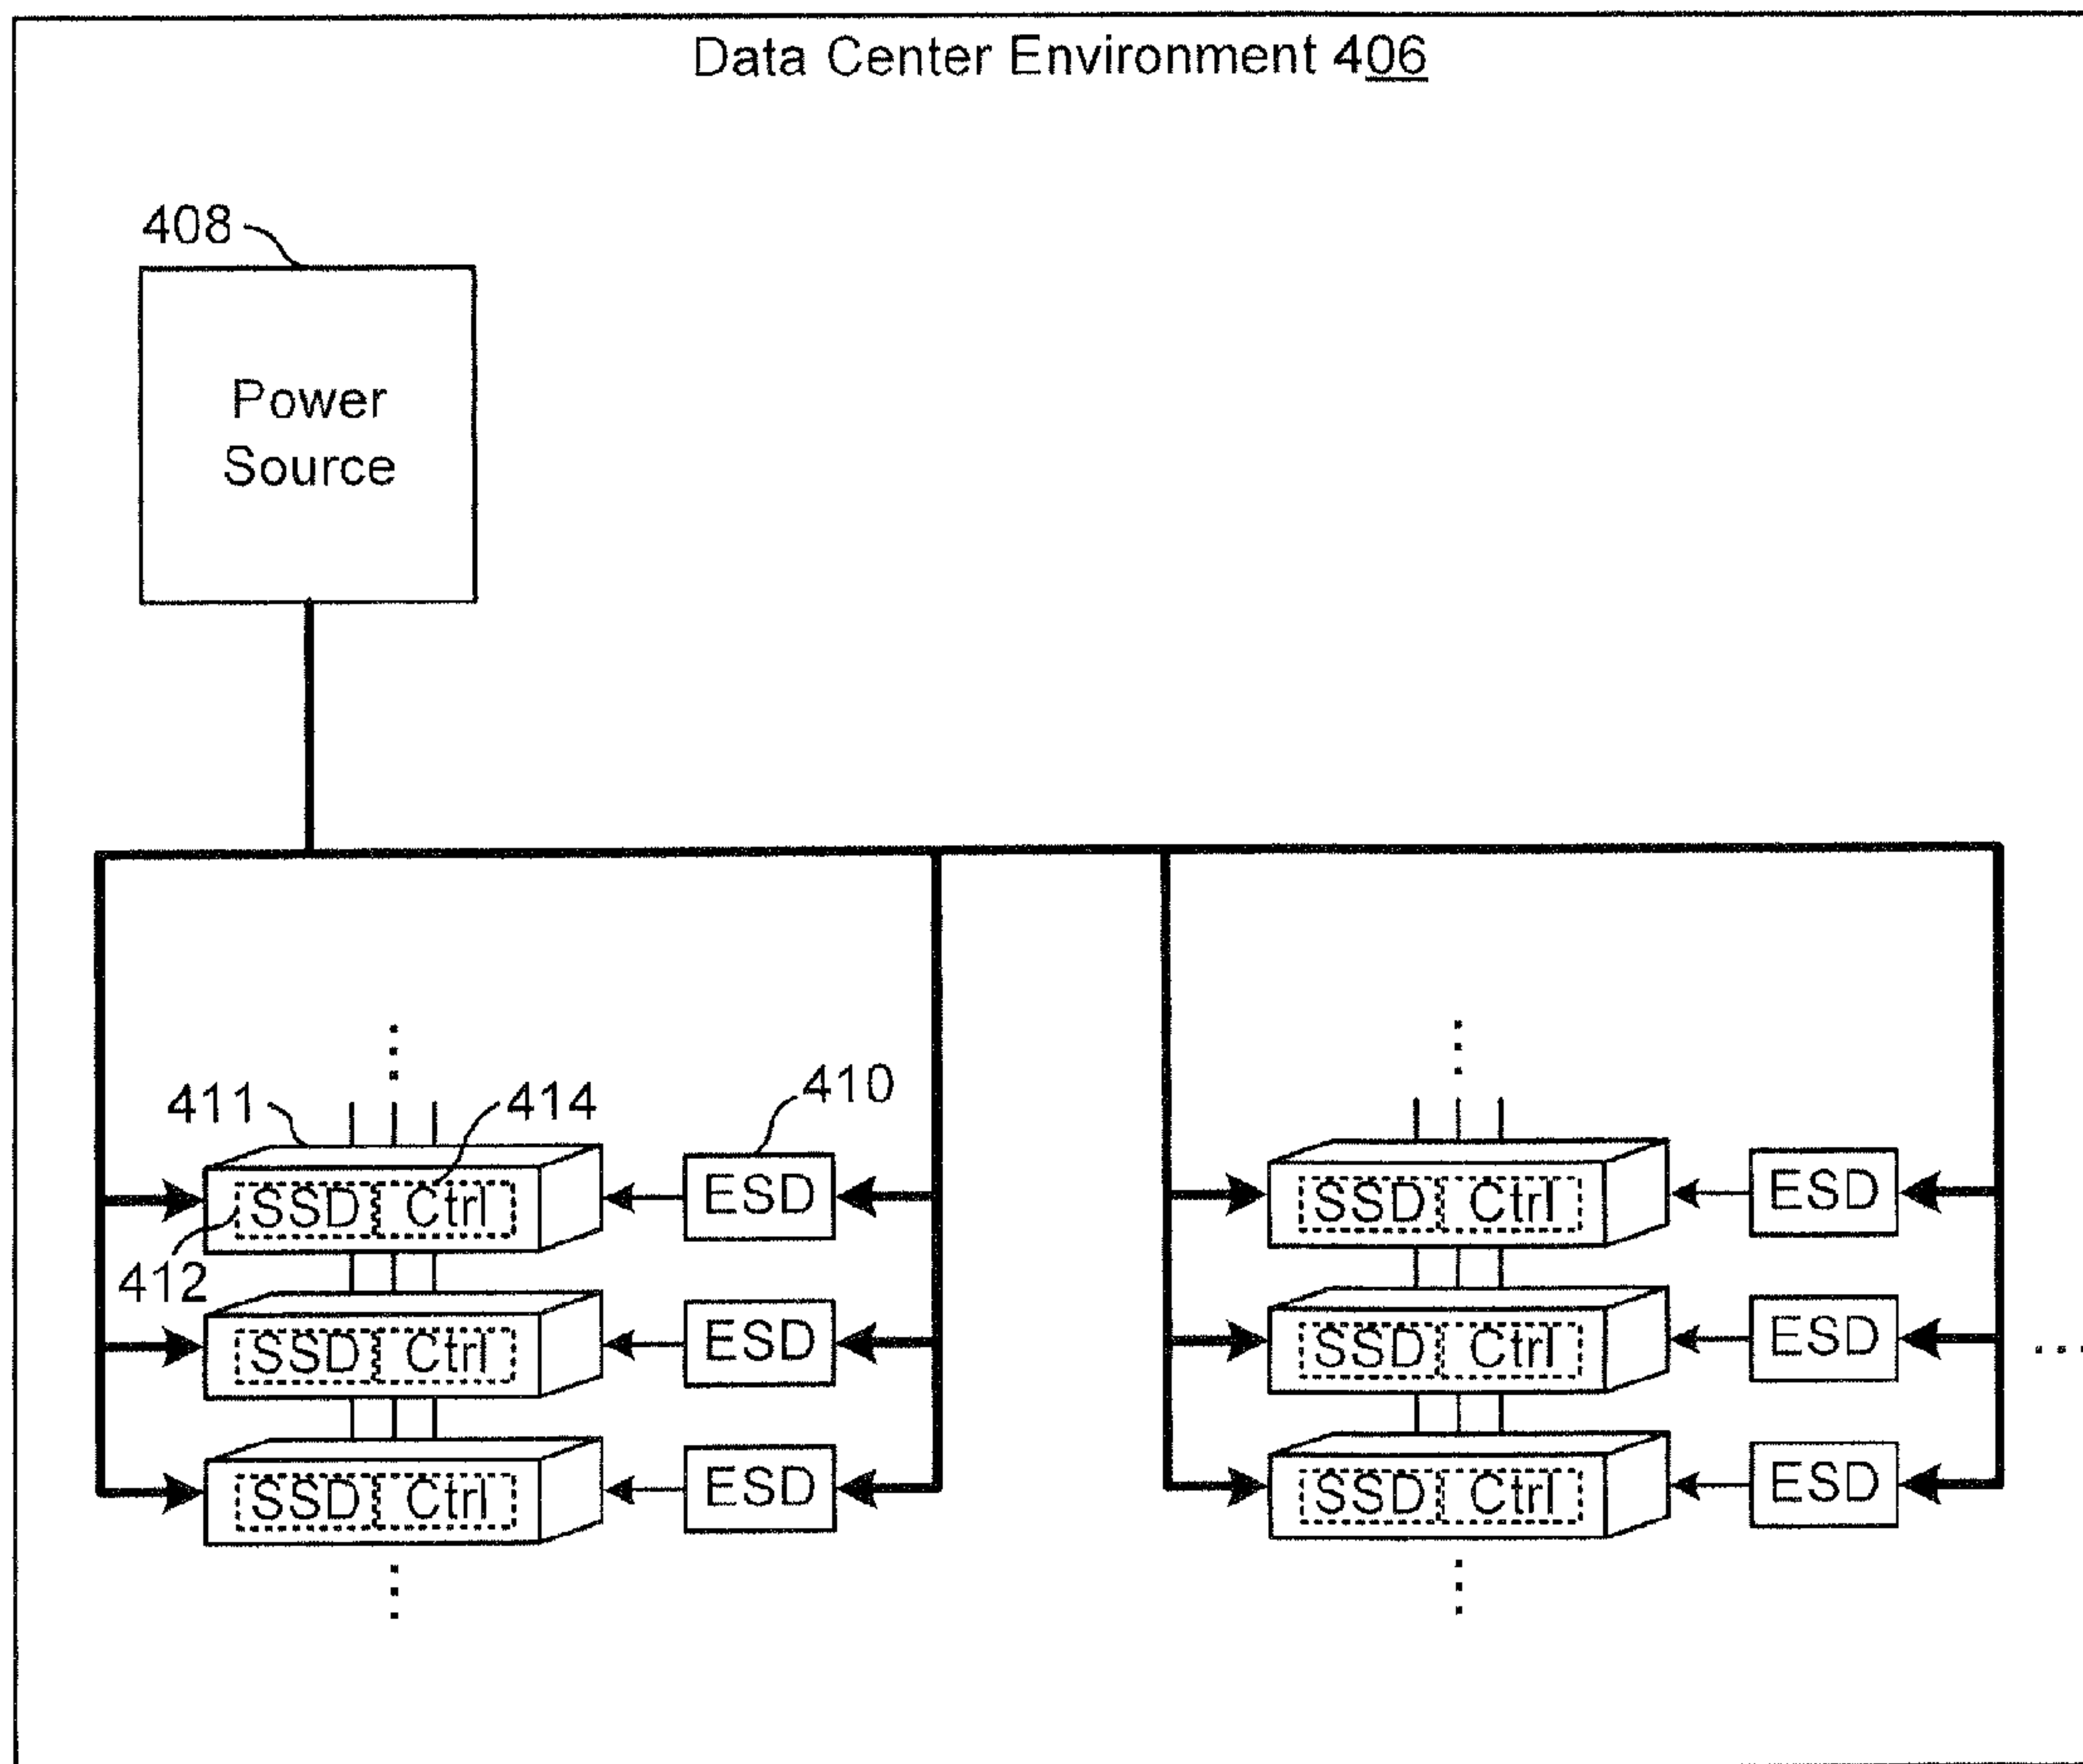 Data Center Environment 406
408
Power
Source
411
414
410
SSD Ctrl
ESD
SSD Ctrl
ESD
412
SSD Ctrl
ESD
SSD Ctrl
ESD
SSD Ctrl
ESD
SSD Ctrl
ESD